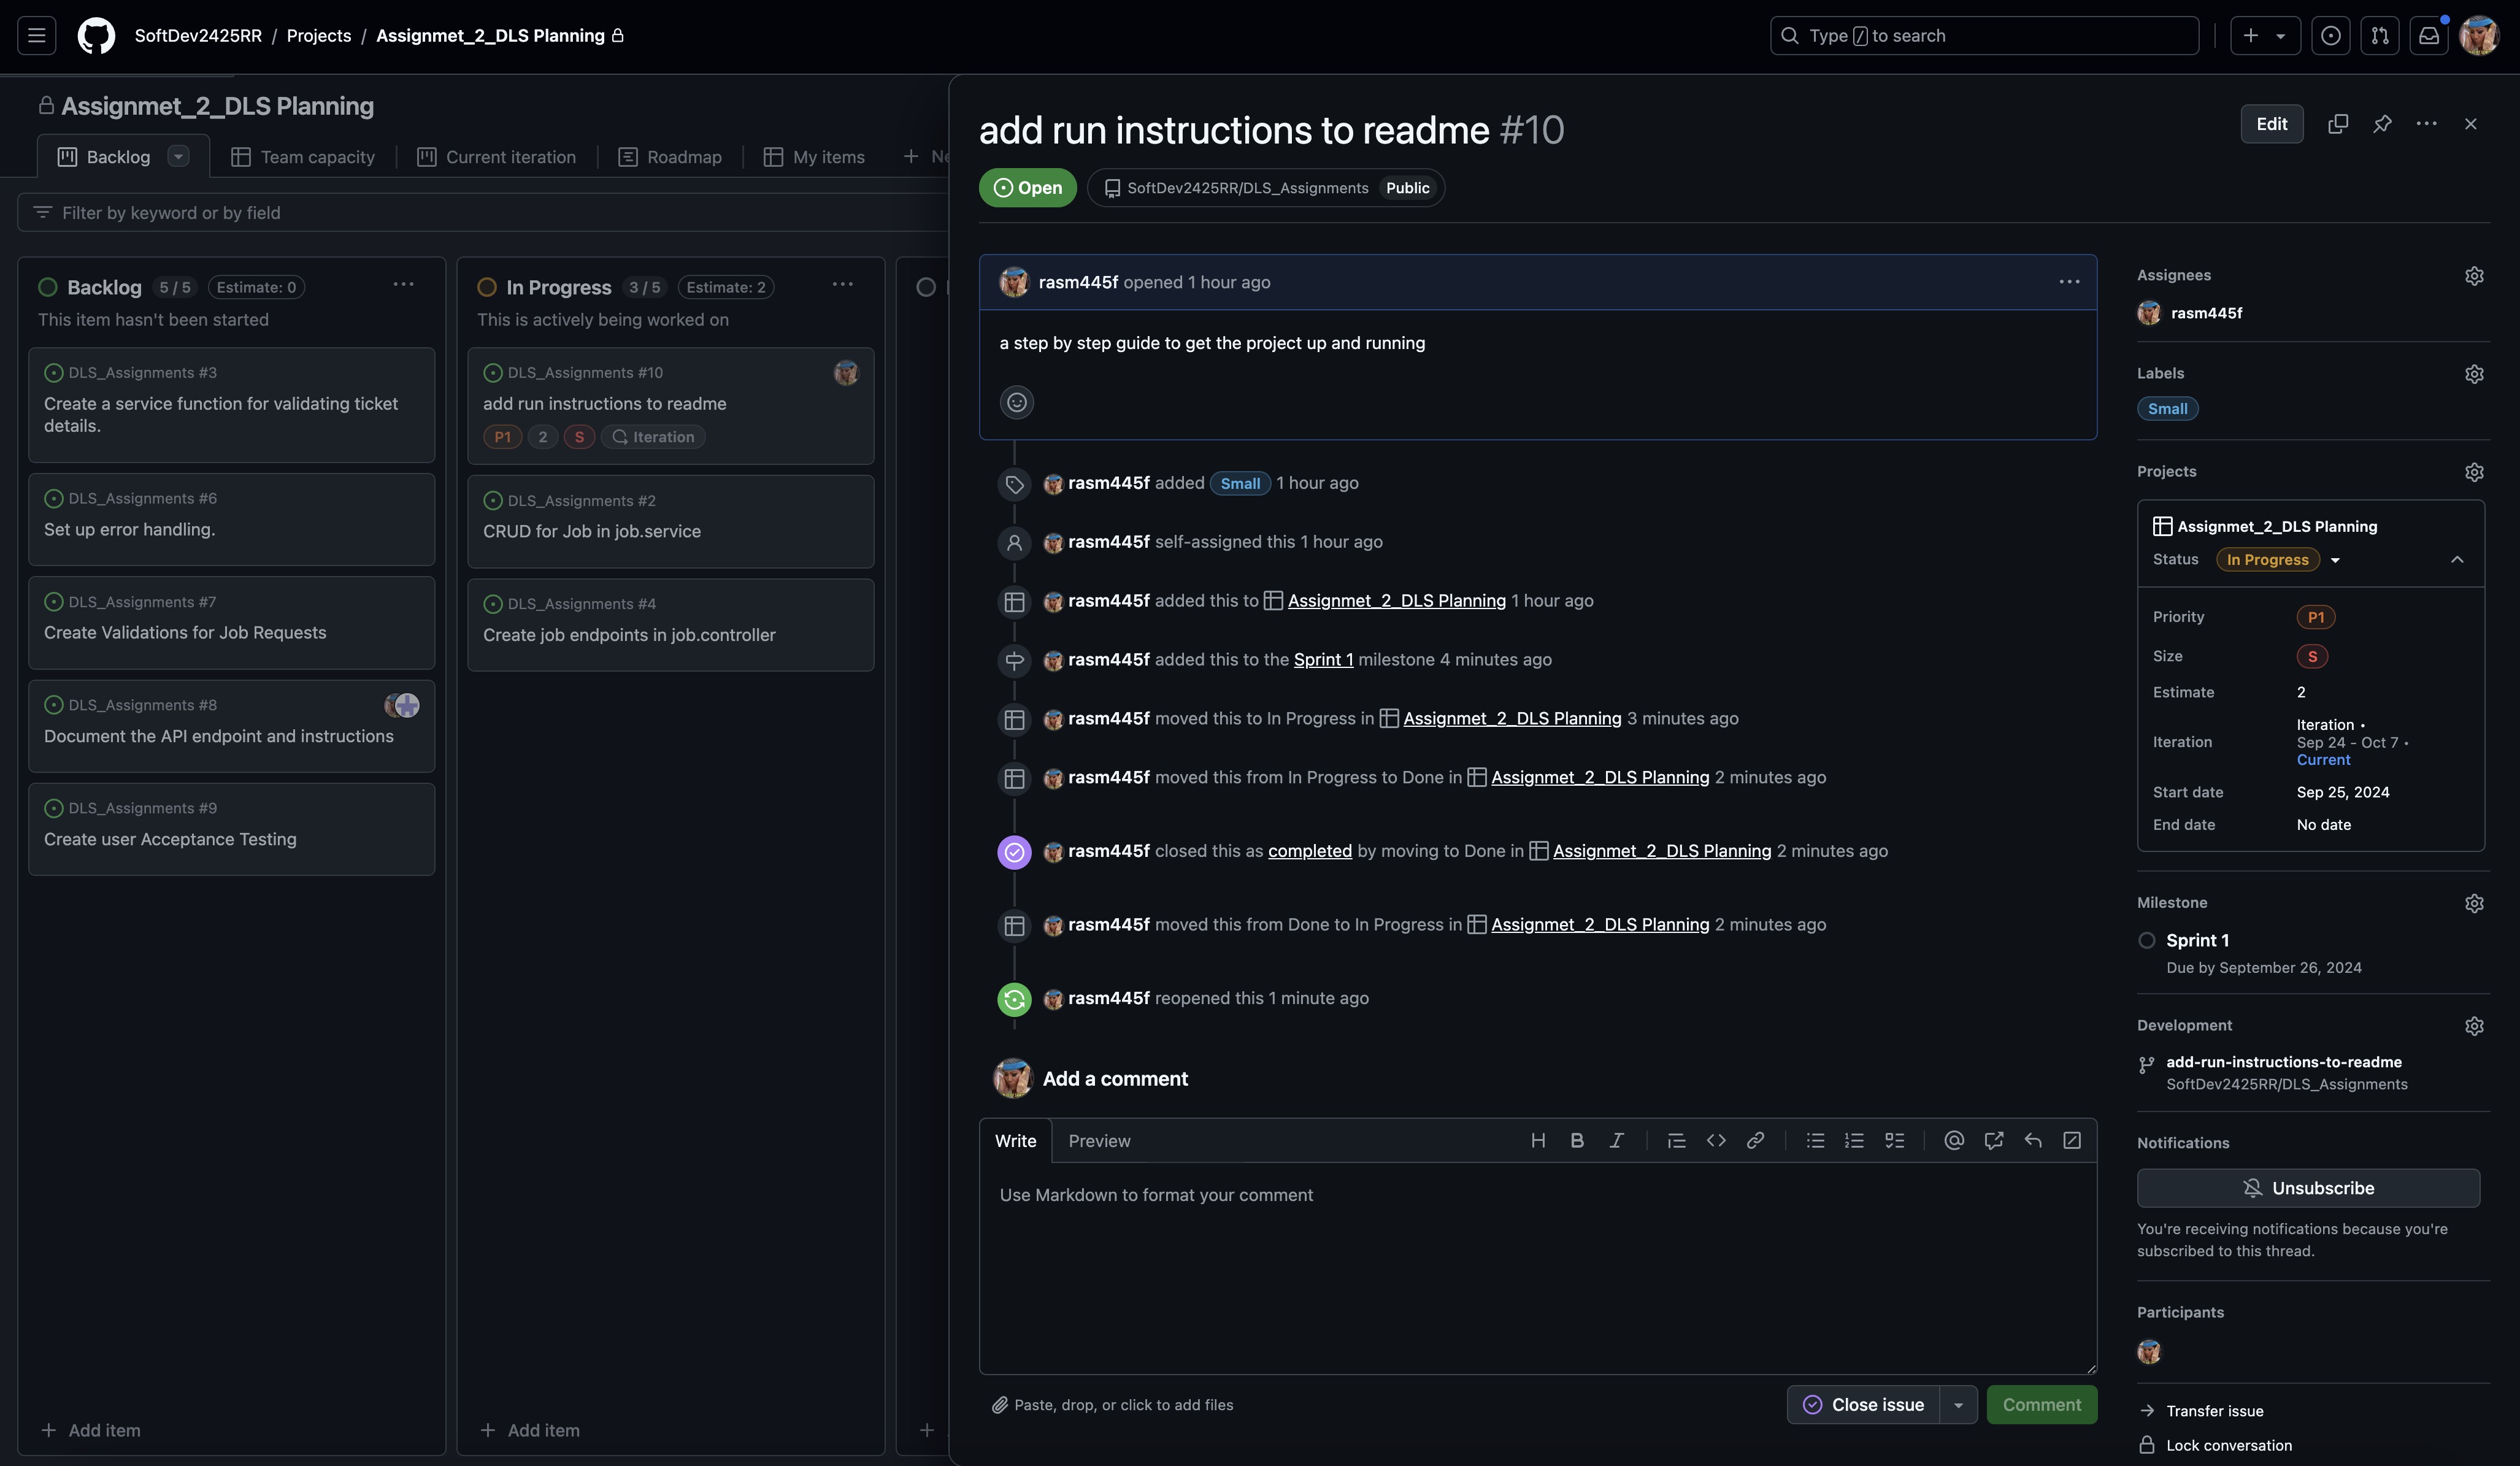 SoftDev2425RR / Projects / Assignmet_2_DLS Planning
Type / to search
Assignmet_2_DLS Planning
Backlog
Team capacity
Current iteration
Roadmap
My items
Filter by keyword or by field
Backlog 5 / 5 Estimate: 0
This item hasn't been started
DLS_Assignments #3
Create a service function for validating ticket
details.
DLS_Assignments #6
Set up error handling.
DLS_Assignments #7
Create Validations for Job Requests
DLS_Assignments #8
Document the API endpoint and instructions
DLS_Assignments #9
Create user Acceptance Testing
Add item
In Progress 3 / 5 Estimate: 2
This is actively being worked on
DLS_Assignments #10
add run instructions to readme
P1 2 S Iteration
DLS_Assignments #2
CRUD for Job in job.service
DLS_Assignments #4
Create job endpoints in job.controller
Add item
add run instructions to readme #10
Edit
Open SoftDev2425RR/DLS_Assignments Public
rasm445f opened 1 hour ago
a step by step guide to get the project up and running
rasm445f added Small 1 hour ago
rasm445f self-assigned this 1 hour ago
rasm445f added this to Assignmet_2_DLS Planning 1 hour ago
rasm445f added this to the Sprint 1 milestone 4 minutes ago
rasm445f moved this to In Progress in Assignmet_2_DLS Planning 3 minutes ago
rasm445f moved this from In Progress to Done in Assignmet_2_DLS Planning 2 minutes ago
rasm445f closed this as completed by moving to Done in Assignmet_2_DLS Planning 2 minutes ago
rasm445f moved this from Done to In Progress in Assignmet_2_DLS Planning 2 minutes ago
rasm445f reopened this 1 minute ago
Add a comment
Write Preview
Use Markdown to format your comment
Paste, drop, or click to add files
Close issue
Comment
Assignees
rasm445f
Labels
Small
Projects
Assignmet_2_DLS Planning
Status In Progress
Priority P1
Size S
Estimate 2
Iteration Iteration •
Sep 24 - Oct 7 •
Current
Start date Sep 25, 2024
End date No date
Milestone
Sprint 1
Due by September 26, 2024
Development
add-run-instructions-to-readme
SoftDev2425RR/DLS_Assignments
Notifications
Unsubscribe
You're receiving notifications because you're
subscribed to this thread.
Participants
Transfer issue
Lock conversation